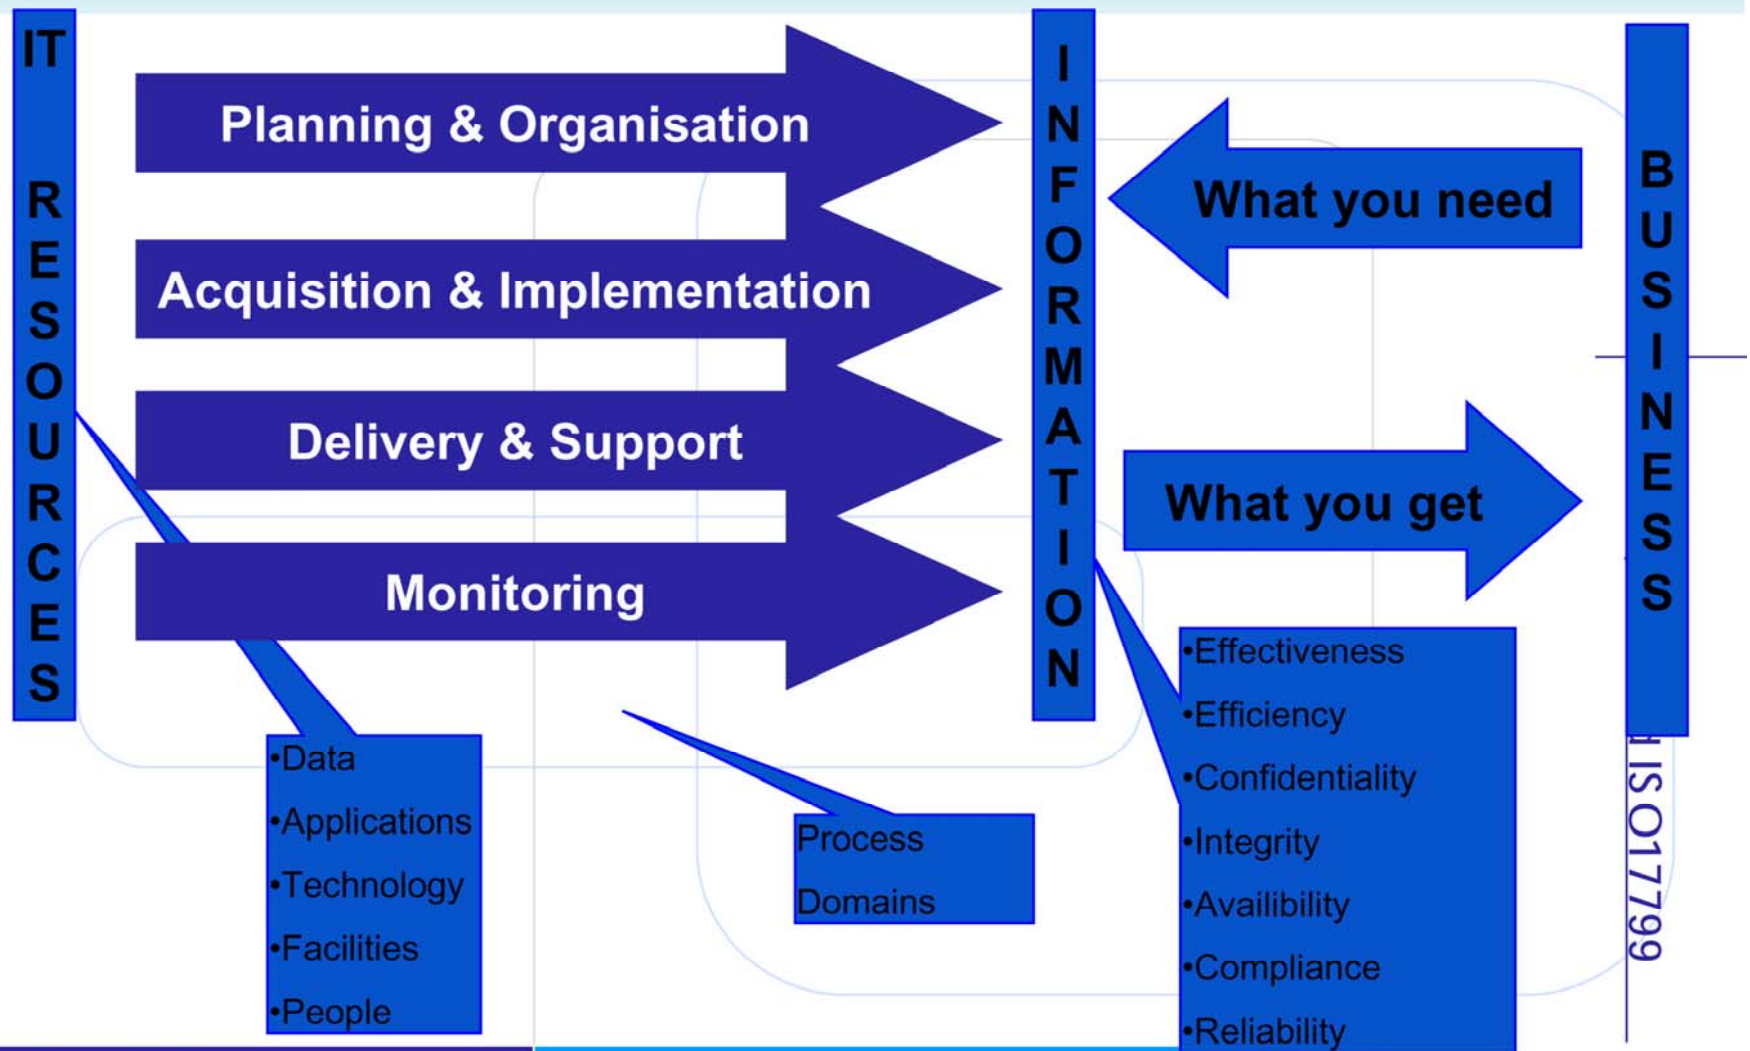 IT RESOURCES
Planning & Organisation
Acquisition & Implementation
Delivery & Support
Monitoring
INFORMATION
What you need
What you get
BUSINESS
•Data
•Applications
•Technology
•Facilities
•People
Process
Domains
•Effectiveness
•Efficiency
•Confidentiality
•Integrity
•Availibility
•Compliance
•Reliability
ISO17799